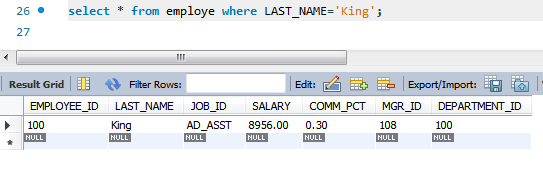 26 select * from employe where LAST_NAME='King';
27
Result Grid Filter Rows: Edit: Export/Import:
EMPLOYEE_ID LAST_NAME JOB_ID SALARY COMM_PCT MGR_ID DEPARTMENT_ID
100 King AD_ASST 8956.00 0.30 108 100
NULL NULL NULL NULL NULL NULL NULL